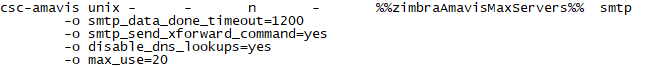 csc-amavis unix - - n - %%zimbraAmavisMaxServers%% smtp
-o smtp_data_done_timeout=1200
-o smtp_send_xforward_command=yes
-o disable_dns_lookups=yes
-o max_use=20